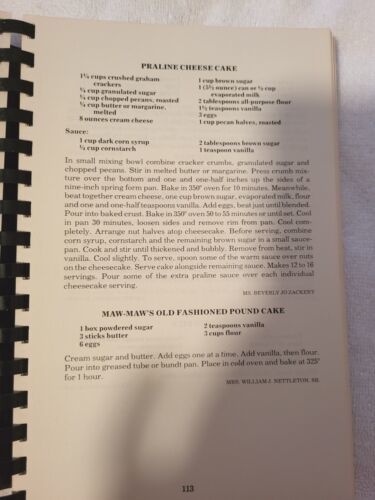 PRALINE CHEESE CAKE
1¼ cups crushed graham
crackers
¼ cup granulated sugar
¼ cup chopped pecans, roasted
¼ cup butter or margarine,
melted
8 ounces cream cheese
1 cup brown sugar
1 (5⅓ ounce) can or ⅔ cup
evaporated milk
2 tablespoons all-purpose flour
1½ teaspoons vanilla
3 eggs
1 cup pecan halves, roasted
Sauce:
1 cup dark corn syrup
¼ cup cornstarch
2 tablespoons brown sugar
1 teaspoon vanilla
In small mixing bowl combine cracker crumbs, granulated sugar and
chopped pecans. Stir in melted butter or margarine. Press crumb mix-
ture over the bottom and one and one-half inches up the sides of a
nine-inch spring form pan. Bake in 350° oven for 10 minutes. Meanwhile,
beat together cream cheese, one cup brown sugar, evaporated milk, flour
and one and one-half teaspoons vanilla. Add eggs, beat just until blended.
Pour into baked crust. Bake in 350° oven 50 to 55 minutes or until set. Cool
in pan 30 minutes, loosen sides and remove rim from pan. Cool com-
pletely. Arrange nut halves atop cheesecake. Before serving, combine
corn syrup, cornstarch and the remaining brown sugar in a small sauce-
pan. Cook and stir until thickened and bubbly. Remove from heat, stir in
vanilla. Cool slightly. To serve, spoon some of the warm sauce over nuts
on the cheesecake. Serve cake alongside remaining sauce. Makes 12 to 16
servings. Pour some of the extra praline sauce over each individual
cheesecake serving.
MS. BEVERLY JO ZACKERY
MAW-MAW'S OLD FASHIONED POUND CAKE
1 box powdered sugar
3 sticks butter
6 eggs
2 teaspoons vanilla
3 cups flour
Cream sugar and butter. Add eggs one at a time. Add vanilla, then flour.
Pour into greased tube or bundt pan. Place in cold oven and bake at 325°
for 1 hour.
MRS. WILLIAM J. NETTLETON, SR.
113